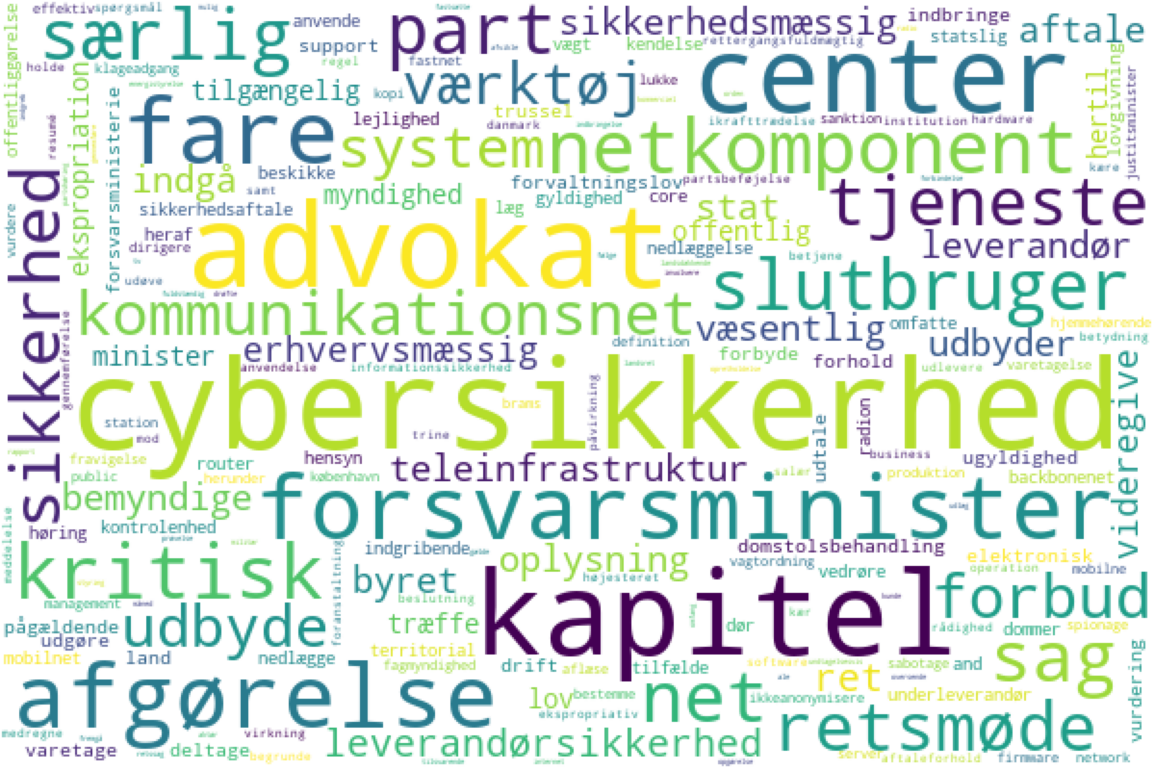 effektiv spørgsmål
særlig
anvende
support
part
sikkerhedsmæssig
indbringe
statslig
aftale
offentliggørelse
holde
klageadgang
regel
fastnet
vægt
kendelse
rettergangsfuldmægtig
center
værktøj
lukke
tilgængelig
kopi
lejlighed
trussel
danmark
ikrafttrædelse
sanktion
institution
hardware
hertil
lovgivning
justitsminister
resumé
ekspropriation
forsvarsministerie
fare
system
netkomponent
kære
indgå
beskikke
samt
myndighed
forvaltningslov
partsbeføjelse
gyldighed
core
tjeneste
sikkerhed
vurdere
sikkerhedsaftale
heraf
dirigere
udøve
læg
stat
offentlig
nedlæggelse
betjene
leverandør
advokat
slutbruger
kommunikationsnet
væsentlig
omfatte
hjemmehørende
betydning
udbyder
minister
erhvervsmæssig
definition
anvendelse
informationssikkerhed
forbyde
forhold
udlevere
varetagelse
gennemførelse
cybersikkerhed
brams
påvirkning
station
mod
trine
udtale
radion
business
videregive
fravigelse
router
hensyn
teleinfrastruktur
salær
ugyldighed
public
herunder
københavn
produktion
backbonenet
bemyndige
forsvarsminister
høring
kontrolenhed
meddelelse
indgribende
oplysning
domstolsbehandling
elektronisk
vagtordning
vedrøre
mobilne
operation
kritisk
foranstaltning
byret
højesteret
beslutning
kapitel
forbud
management
pågældende
udgøre
udbyde
træffe
dør
rådighed
dommer
spionage
mobilnet
land
nedlægge
territorial
fagmyndighed
drift
afløse
tilfælde
software
ret
sabotage
and
sag
vurdering
afgørelse
lov
bestemme
ekspropriativ
net
ikkeanonymisere
underleverandør
retsmøde
medregne
varetage
deltage
virkning
begrunde
leverandørsikkerhed
server
aftaleforhold
firmware
network